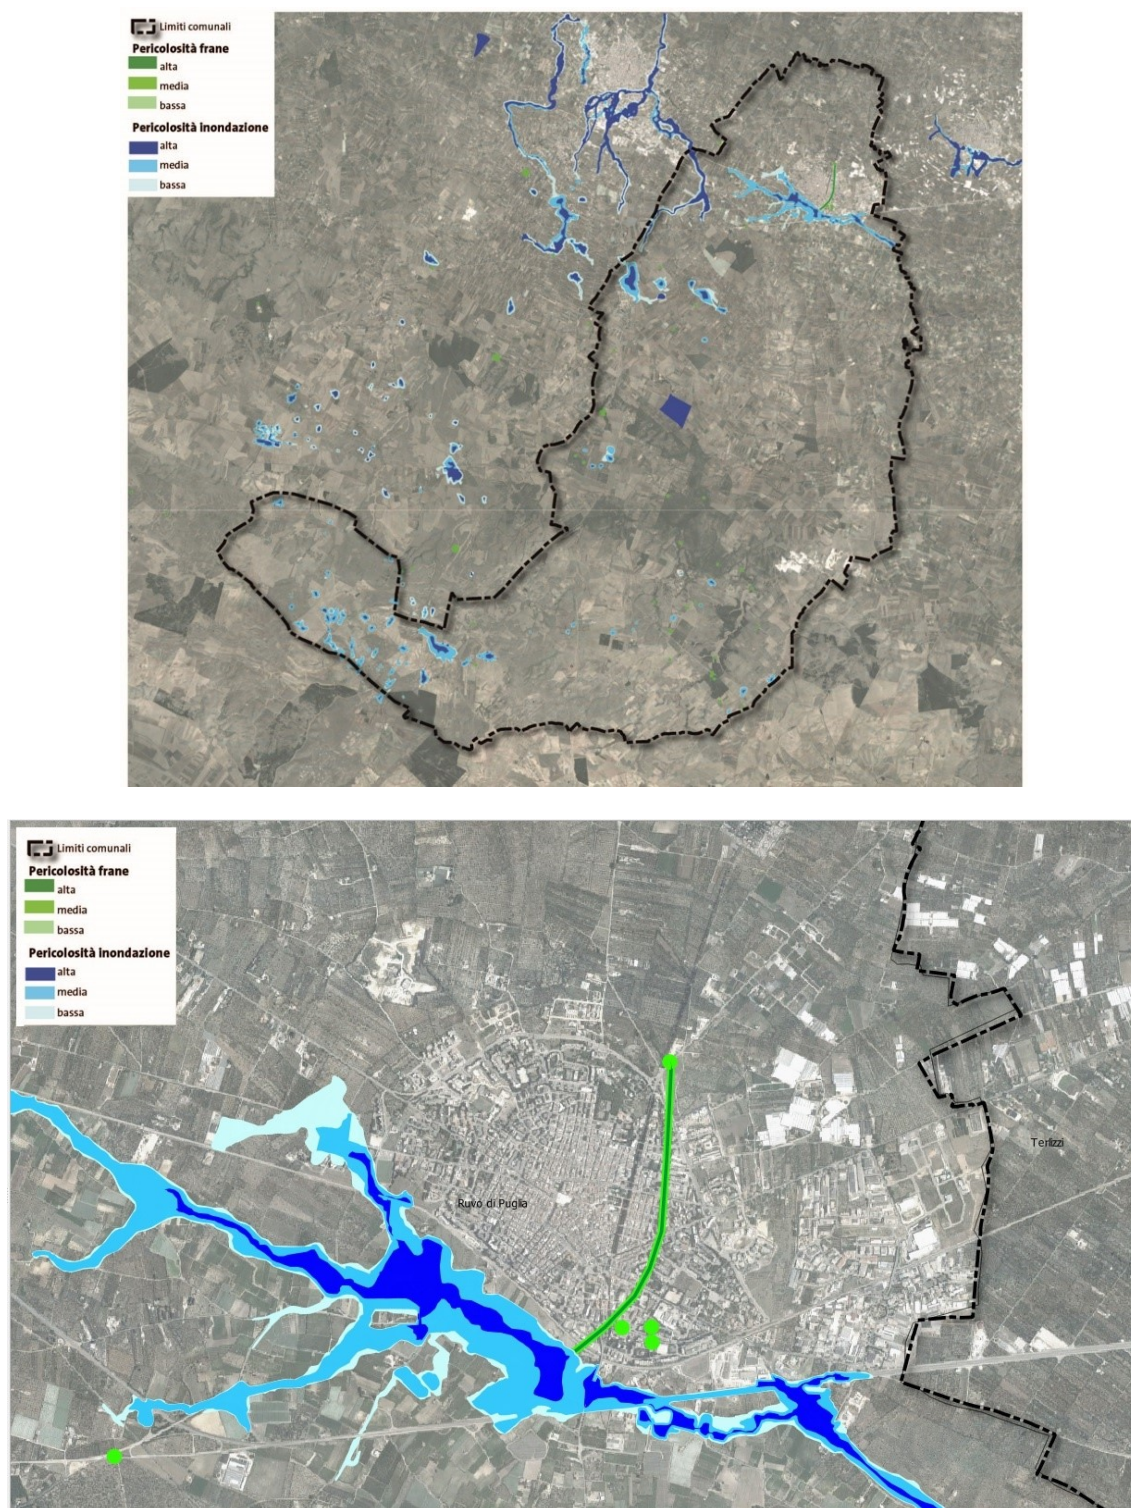 Limiti comunali
Pericolosità frane
alta
media
bassa
Pericolosità inondazione
alta
media
bassa
Limiti comunali
Pericolosità frane
alta
media
bassa
Pericolosità inondazione
alta
media
bassa
Terlizzi
Ruvo di Puglia